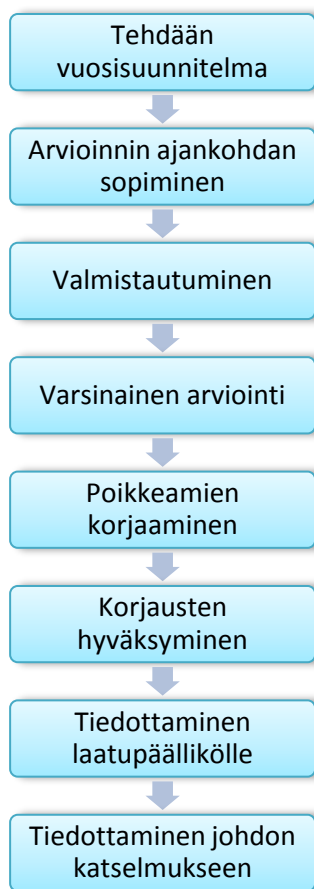 Tehdään
vuosisuunnitelma
Arvioinnin ajankohdan
sopiminen
Valmistautuminen
Varsinainen arviointi
Poikkeamien
korjaaminen
Korjausten
hyväksyminen
Tiedottaminen
laatupäällikölle
Tiedottaminen johdon
katselmukseen